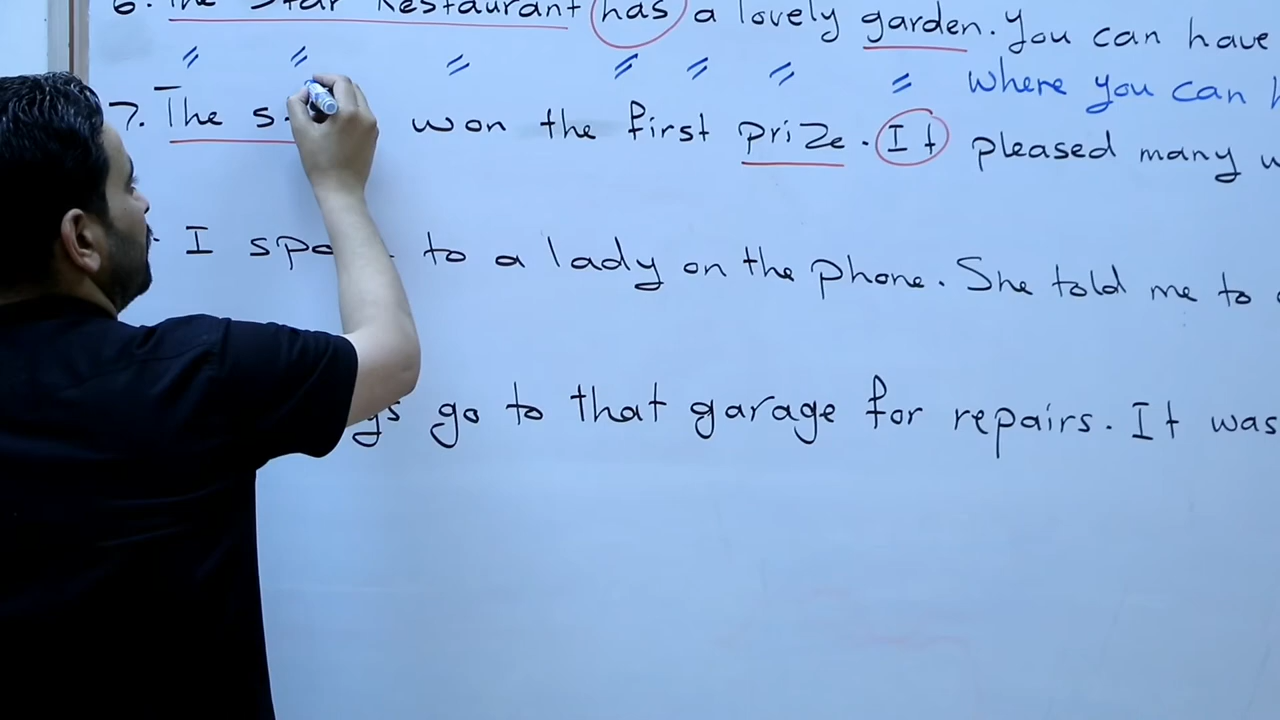 6. The Star Restaurant has a lovely garden. You can have
〃 〃 〃 〃 〃 〃 〃 where you can
7. The won the first prize. It pleased many
I to a lady on the phone. She told me to
go to that garage for repairs. It was